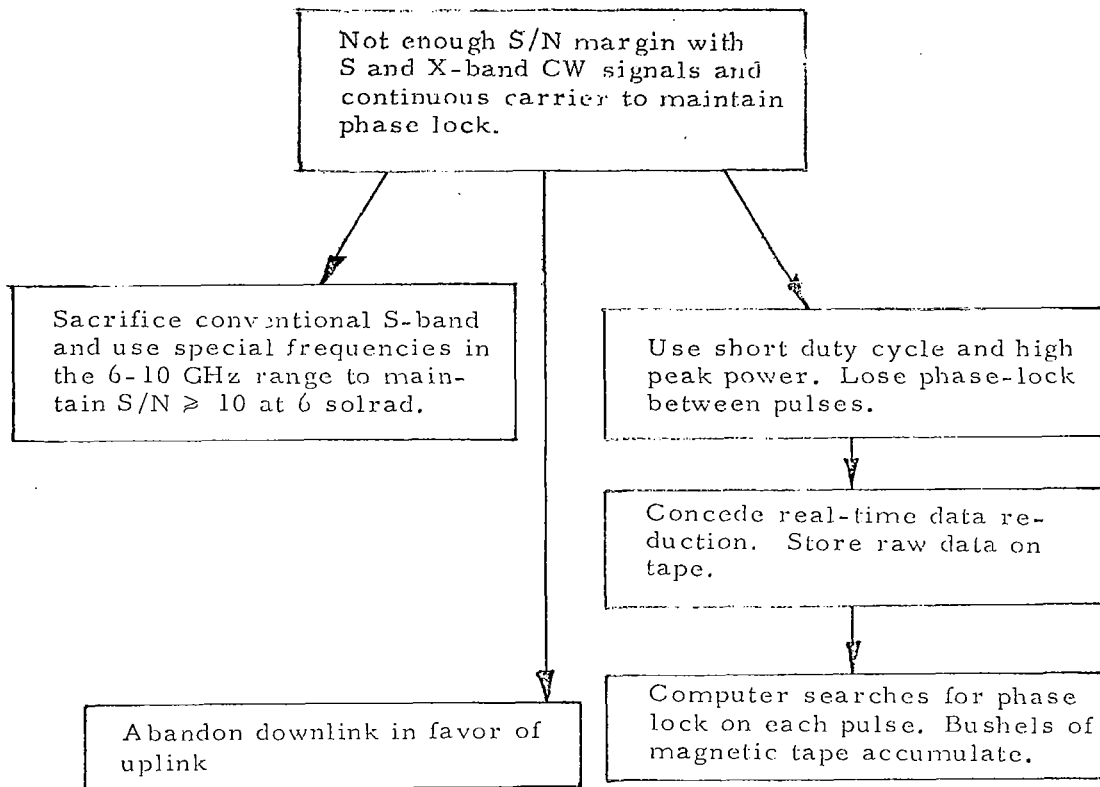 Not enough S/N margin with
S and X-band CW signals and
continuous carrier to maintain
phase lock.
Sacrifice conventional S-band
and use special frequencies in
the 6-10 GHz range to main-
tain S/N ⩾ 10 at 6 solrad.
Use short duty cycle and high
peak power. Lose phase-lock
between pulses.
Concede real-time data re-
duction. Store raw data on
tape.
Computer searches for phase
lock on each pulse. Bushels of
magnetic tape accumulate.
Abandon downlink in favor of
uplink